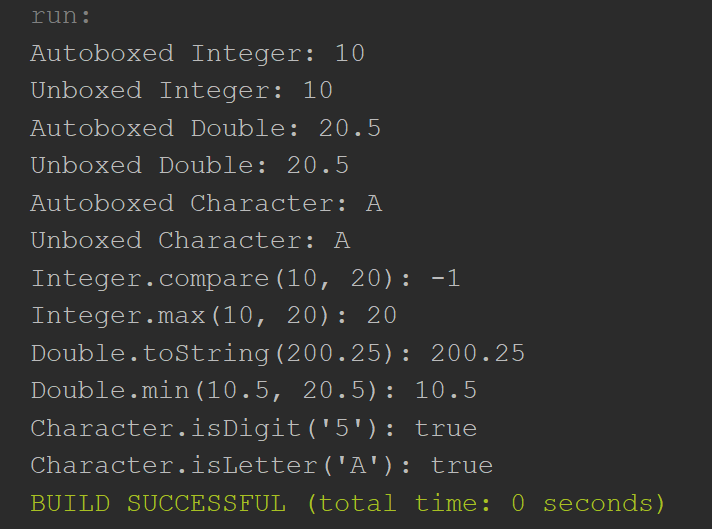 run:
Autoboxed Integer: 10
Unboxed Integer: 10
Autoboxed Double: 20.5
Unboxed Double: 20.5
Autoboxed Character: A
Unboxed Character: A
Integer.compare(10, 20): -1
Integer.max(10, 20): 20
Double.toString(200.25): 200.25
Double.min(10.5, 20.5): 10.5
Character.isDigit('5'): true
Character.isLetter('A'): true
BUILD SUCCESSFUL (total time: 0 seconds)